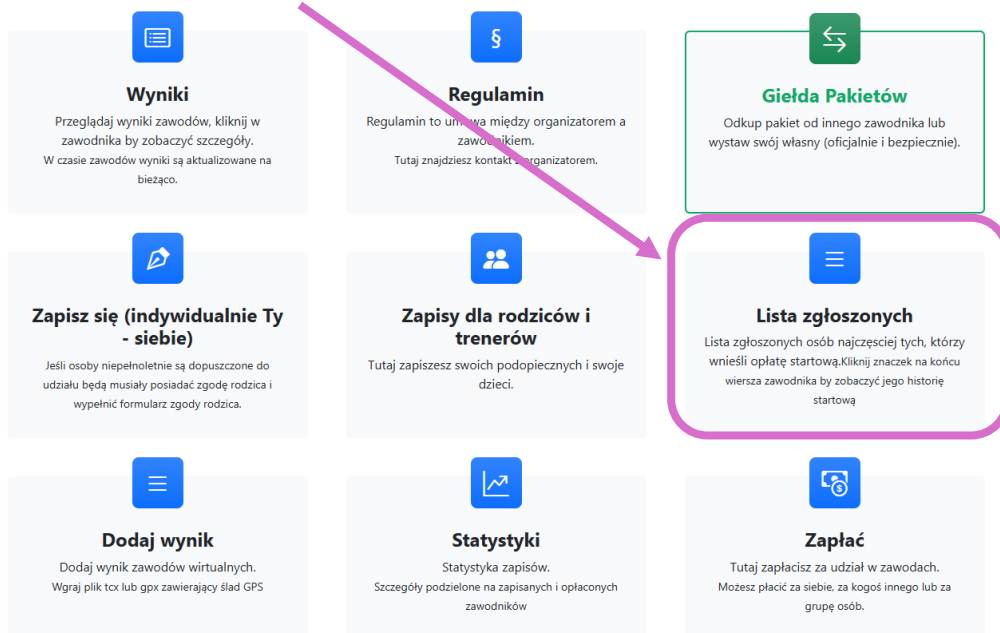 Wyniki
Przeglądaj wyniki zawodów, kliknij w
zawodnika by zobaczyć szczegóły.
W czasie zawodów wyniki są aktualizowane na
bieżąco.
§
Regulamin
Regulamin to umowa między organizatorem a
zawodnikiem.
Tutaj znajdziesz kontakt z organizatorem.
Giełda Pakietów
Odkup pakiet od innego zawodnika lub
wystaw swój własny (oficjalnie i bezpiecznie).
Zapisz się (indywidualnie Ty
- siebie)
Jeśli osoby niepełnoletnie są dopuszczone do
udziału będą musiały posiadać zgodę rodzica i
wypełnić formularz zgody rodzica.
Zapisy dla rodziców i
trenerów
Tutaj zapiszesz swoich podopiecznych i swoje
dzieci.
Lista zgłoszonych
Lista zgłoszonych osób najczęsciej tych, którzy
wnieśli opłatę startową.Kliknij znaczek na końcu
wiersza zawodnika by zobaczyć jego historię
startową
Dodaj wynik
Dodaj wynik zawodów wirtualnych.
Wgraj plik tcx lub gpx zawierający ślad GPS
Statystyki
Statystyka zapisów.
Szczegóły podzielone na zapisanych i opłaconych
zawodników
$
Zapłać
Tutaj zapłacisz za udział w zawodach.
Możesz płacić za siebie, za kogoś innego lub za
grupę osób.